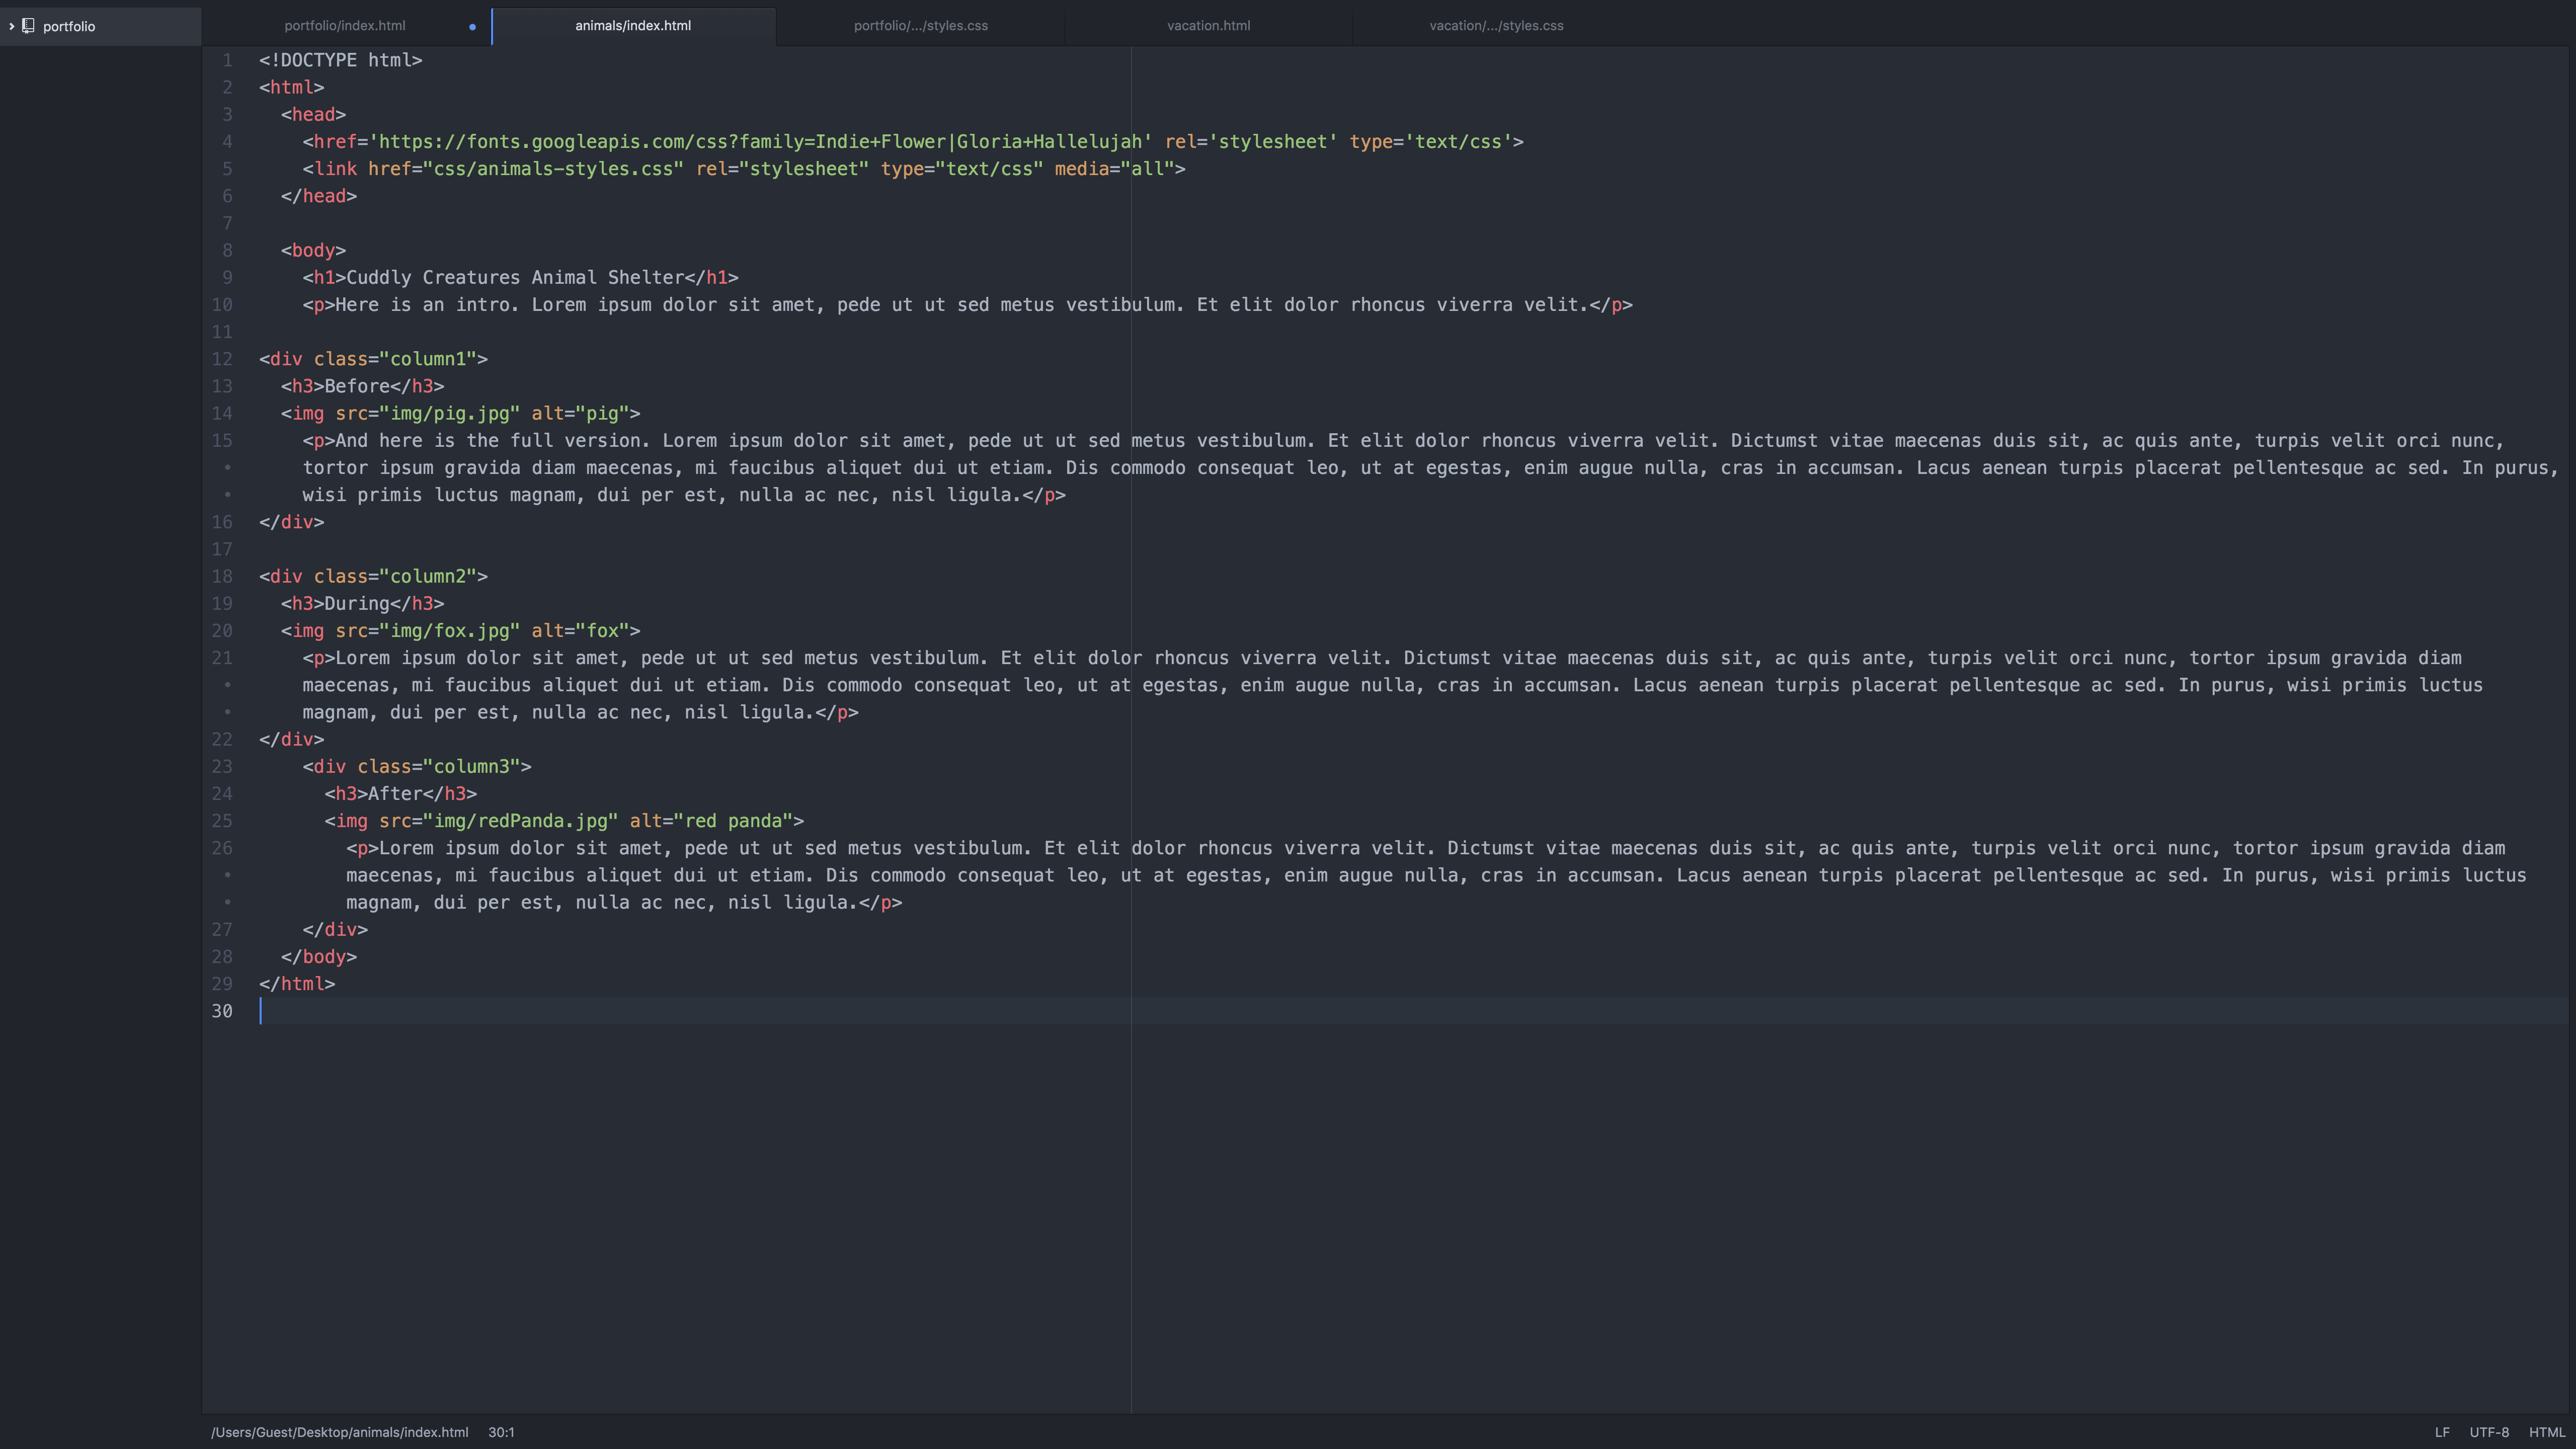 portfolio
portfolio/index.html animals/index.html portfolio/.../styles.css vacation.html vacation/.../styles.css
1 <!DOCTYPE html>
2 <html>
3 <head>
4 <href='https://fonts.googleapis.com/css?family=Indie+Flower|Gloria+Hallelujah' rel='stylesheet' type='text/css'>
5 <link href="css/animals-styles.css" rel="stylesheet" type="text/css" media="all">
6 </head>
7
8 <body>
9 <h1>Cuddly Creatures Animal Shelter</h1>
10 <p>Here is an intro. Lorem ipsum dolor sit amet, pede ut ut sed metus vestibulum. Et elit dolor rhoncus viverra velit.</p>
11
12 <div class="column1">
13 <h3>Before</h3>
14 <img src="img/pig.jpg" alt="pig">
15 <p>And here is the full version. Lorem ipsum dolor sit amet, pede ut ut sed metus vestibulum. Et elit dolor rhoncus viverra velit. Dictumst vitae maecenas duis sit, ac quis ante, turpis velit orci nunc,
• tortor ipsum gravida diam maecenas, mi faucibus aliquet dui ut etiam. Dis commodo consequat leo, ut at egestas, enim augue nulla, cras in accumsan. Lacus aenean turpis placerat pellentesque ac sed. In purus,
• wisi primis luctus magnam, dui per est, nulla ac nec, nisl ligula.</p>
16 </div>
17
18 <div class="column2">
19 <h3>During</h3>
20 <img src="img/fox.jpg" alt="fox">
21 <p>Lorem ipsum dolor sit amet, pede ut ut sed metus vestibulum. Et elit dolor rhoncus viverra velit. Dictumst vitae maecenas duis sit, ac quis ante, turpis velit orci nunc, tortor ipsum gravida diam
• maecenas, mi faucibus aliquet dui ut etiam. Dis commodo consequat leo, ut at egestas, enim augue nulla, cras in accumsan. Lacus aenean turpis placerat pellentesque ac sed. In purus, wisi primis luctus
• magnam, dui per est, nulla ac nec, nisl ligula.</p>
22 </div>
23 <div class="column3">
24 <h3>After</h3>
25 <img src="img/redPanda.jpg" alt="red panda">
26 <p>Lorem ipsum dolor sit amet, pede ut ut sed metus vestibulum. Et elit dolor rhoncus viverra velit. Dictumst vitae maecenas duis sit, ac quis ante, turpis velit orci nunc, tortor ipsum gravida diam
• maecenas, mi faucibus aliquet dui ut etiam. Dis commodo consequat leo, ut at egestas, enim augue nulla, cras in accumsan. Lacus aenean turpis placerat pellentesque ac sed. In purus, wisi primis luctus
• magnam, dui per est, nulla ac nec, nisl ligula.</p>
27 </div>
28 </body>
29 </html>
30
/Users/Guest/Desktop/animals/index.html 30:1 LF UTF-8 HTML